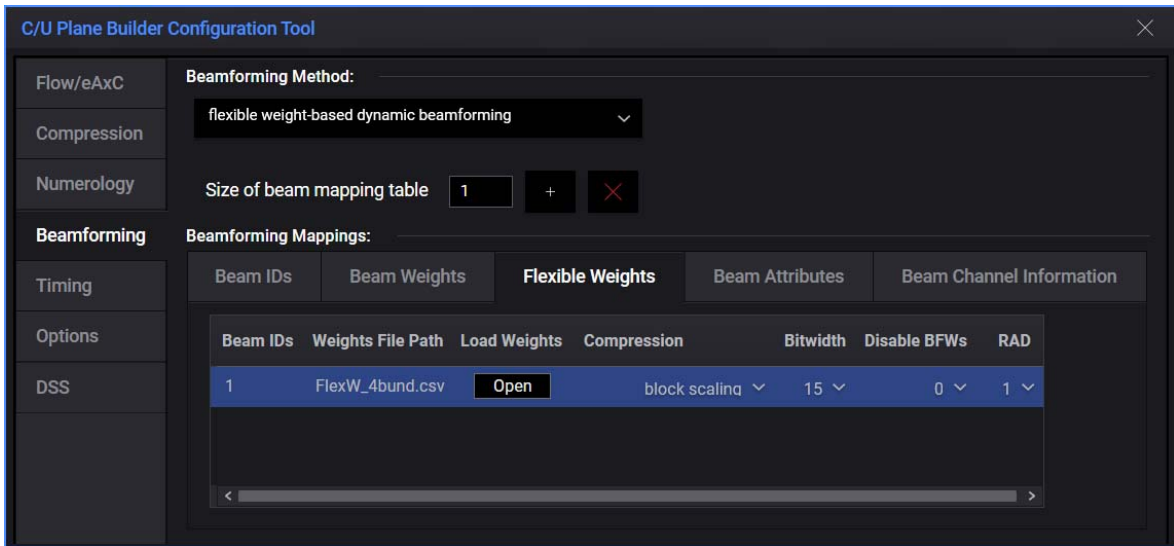 C/U Plane Builder Configuration Tool
Flow/eAxC
Compression
Numerology
Beamforming
Timing
Options
DSS
Beamforming Method:
flexible weight-based dynamic beamforming
Size of beam mapping table 1 +
Beamforming Mappings:
Beam IDs Beam Weights Flexible Weights Beam Attributes Beam Channel Information
Beam IDs Weights File Path Load Weights Compression Bitwidth Disable BFWs RAD
1 FlexW_4bund.csv Open block scaling 15 0 1